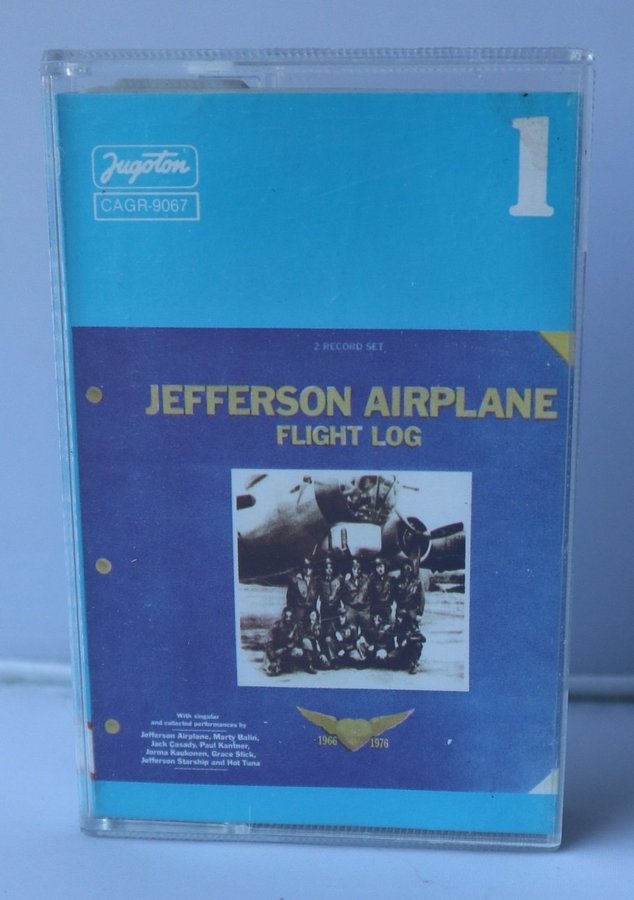 Jugoton
CAGR-9067
1
2 RECORD SET
JEFFERSON AIRPLANE
FLIGHT LOG
With singular
and collected performances by
Jefferson Airplane, Marty Balin,
Jack Casady, Paul Kantner,
Jorma Kaukonen, Grace Slick,
Jefferson Starship and Hot Tuna
1966 1976